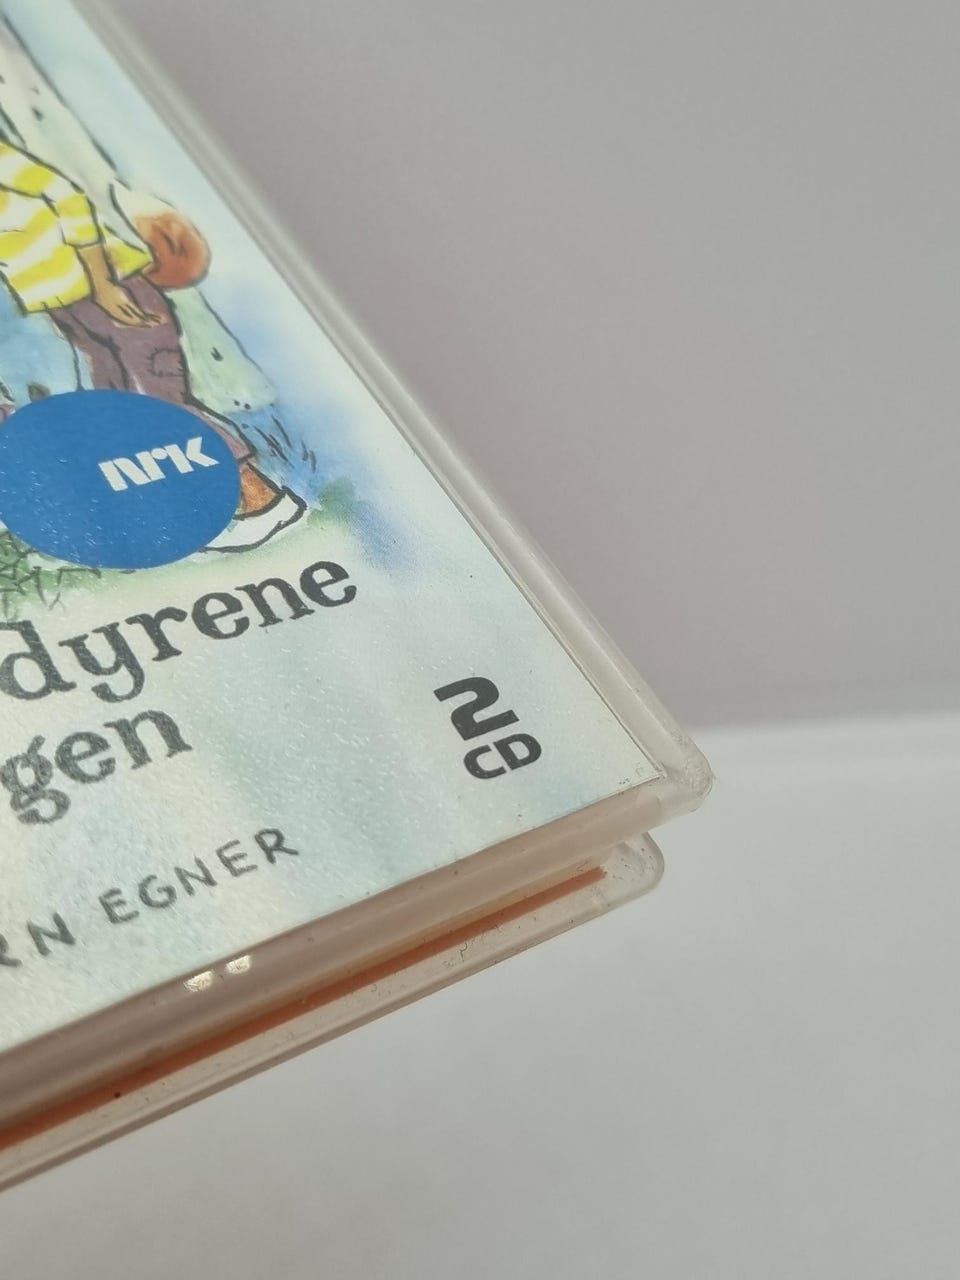 nrk
dyrene
gen
2
CD
RN EGNER